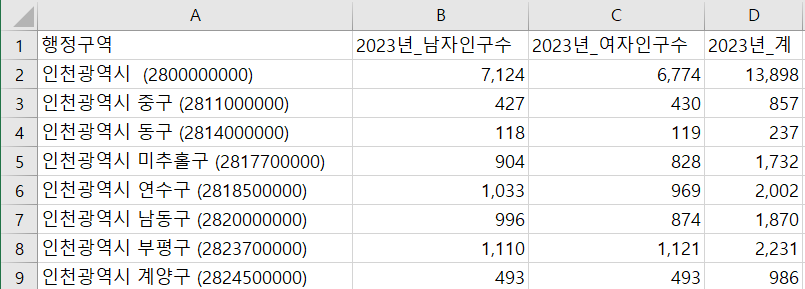 A B C D
1 행정구역 2023년_남자인구수 2023년_여자인구수 2023년_계
2 인천광역시  (2800000000) 7,124 6,774 13,898
3 인천광역시 중구 (2811000000) 427 430 857
4 인천광역시 동구 (2814000000) 118 119 237
5 인천광역시 미추홀구 (2817700000) 904 828 1,732
6 인천광역시 연수구 (2818500000) 1,033 969 2,002
7 인천광역시 남동구 (2820000000) 996 874 1,870
8 인천광역시 부평구 (2823700000) 1,110 1,121 2,231
9 인천광역시 계양구 (2824500000) 493 493 986